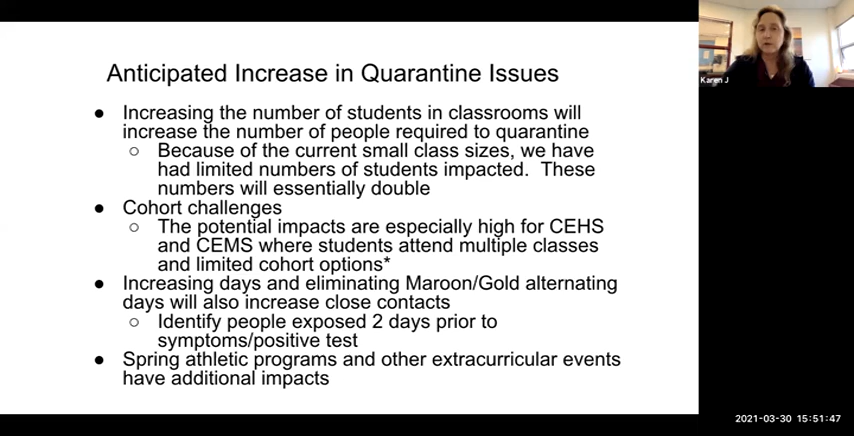 Anticipated Increase in Quarantine Issues
● Increasing the number of students in classrooms will
increase the number of people required to quarantine
○ Because of the current small class sizes, we have
had limited numbers of students impacted. These
numbers will essentially double
● Cohort challenges
○ The potential impacts are especially high for CEHS
and CEMS where students attend multiple classes
and limited cohort options*
● Increasing days and eliminating Maroon/Gold alternating
days will also increase close contacts
○ Identify people exposed 2 days prior to
symptoms/positive test
● Spring athletic programs and other extracurricular events
have additional impacts
Karen J
2021-03-30 15:51:47